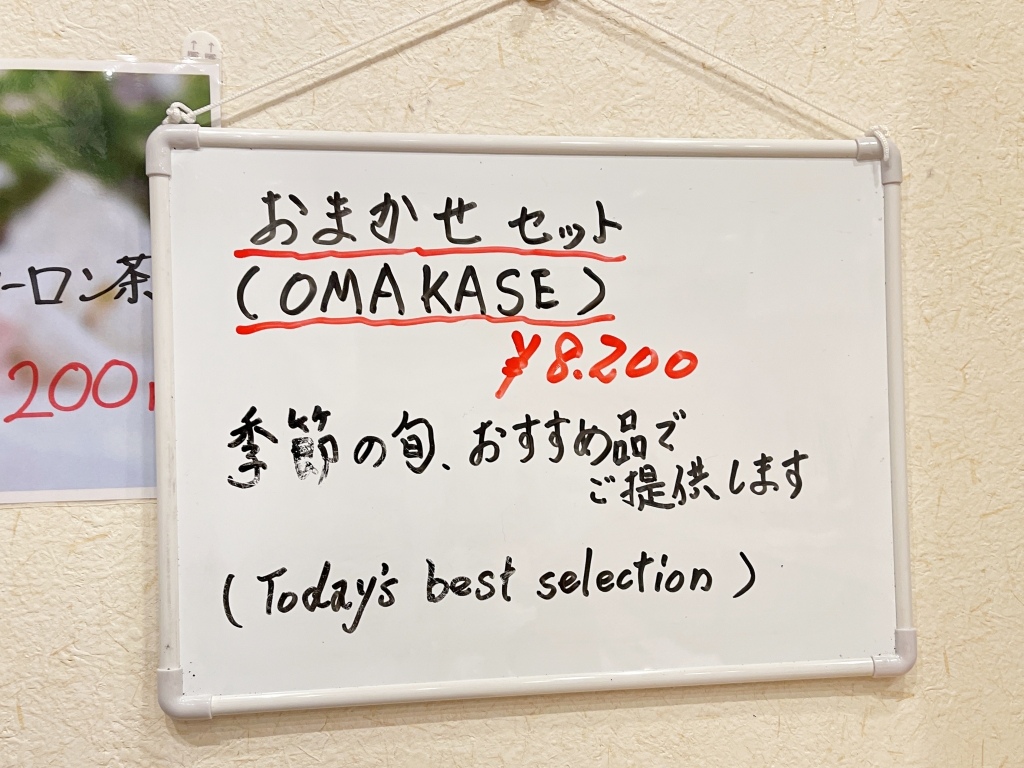 おまかせ セット
(OMAKASE)
¥8.200
季節の旬、おすすめ品で
ご提供します
(Today's best selection)
ーロン茶
200